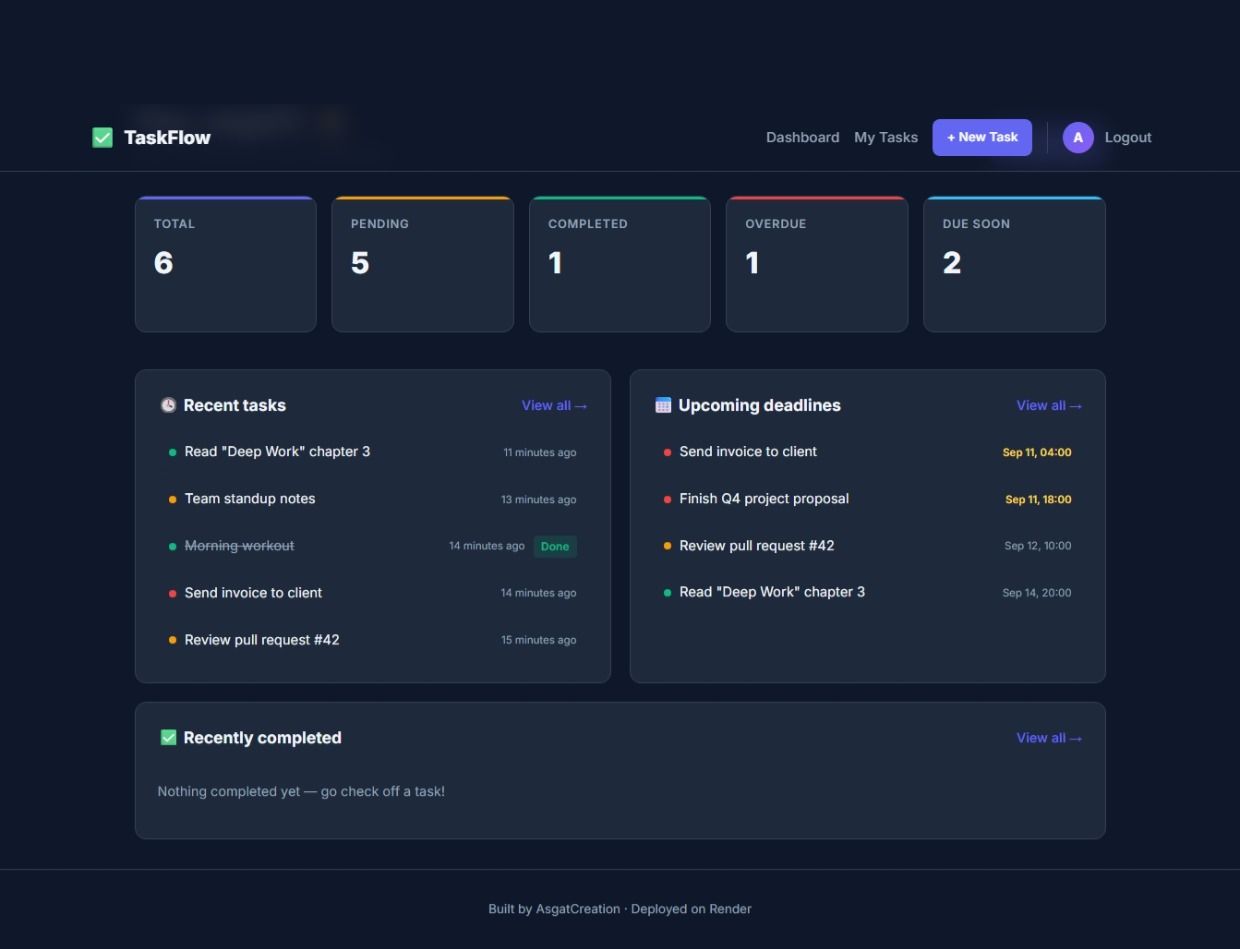 ✅ TaskFlow Dashboard My Tasks + New Task A Logout
TOTAL PENDING COMPLETED OVERDUE DUE SOON
6 5 1 1 2
Recent tasks View all →
Read "Deep Work" chapter 3 11 minutes ago
Team standup notes 13 minutes ago
Morning workout 14 minutes ago Done
Send invoice to client 14 minutes ago
Review pull request #42 15 minutes ago
Upcoming deadlines View all →
Send invoice to client Sep 11, 04:00
Finish Q4 project proposal Sep 11, 18:00
Review pull request #42 Sep 12, 10:00
Read "Deep Work" chapter 3 Sep 14, 20:00
✅ Recently completed View all →
Nothing completed yet — go check off a task!
Built by AsgatCreation · Deployed on Render